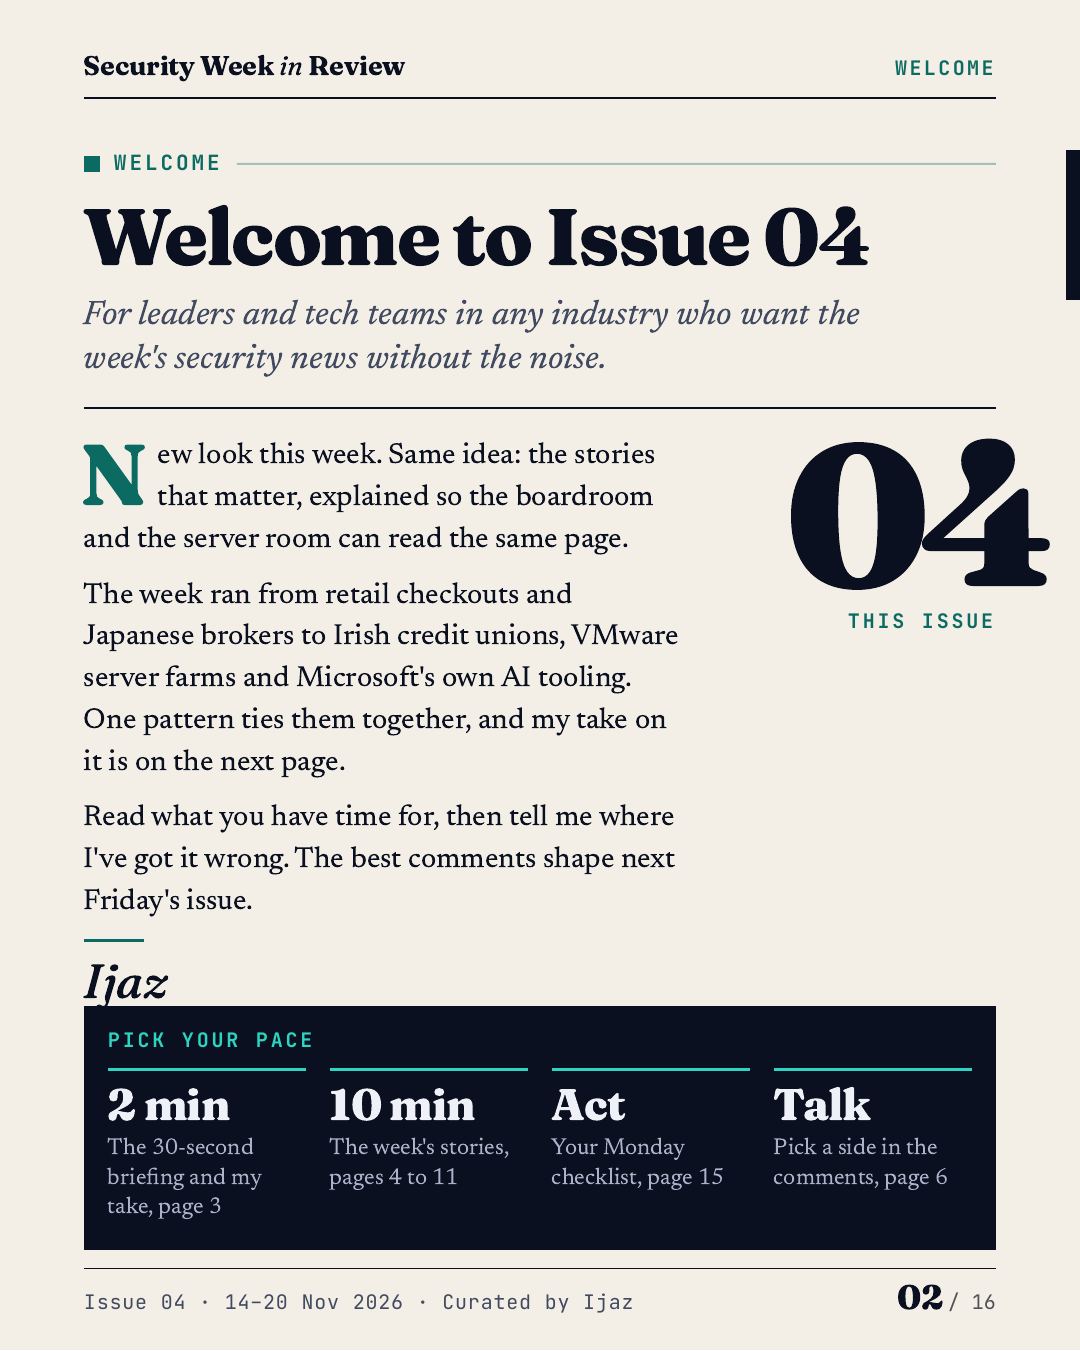 Security Week in Review
WELCOME
WELCOME
Welcome to Issue 04
For leaders and tech teams in any industry who want the
week's security news without the noise.
New look this week. Same idea: the stories
that matter, explained so the boardroom
and the server room can read the same page.
The week ran from retail checkouts and
Japanese brokers to Irish credit unions, VMware
server farms and Microsoft's own AI tooling.
One pattern ties them together, and my take on
it is on the next page.
Read what you have time for, then tell me where
I've got it wrong. The best comments shape next
Friday's issue.
Ijaz
04
THIS ISSUE
PICK YOUR PACE
2 min
The 30-second
briefing and my
take, page 3
10 min
The week's stories,
pages 4 to 11
Act
Your Monday
checklist, page 15
Talk
Pick a side in the
comments, page 6
Issue 04 · 14–20 Nov 2026 · Curated by Ijaz
02 / 16